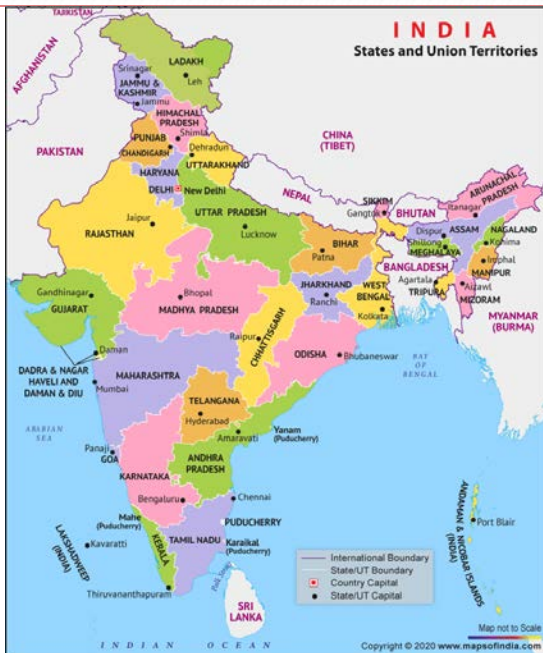 INDIA
States and Union Territories
TAJIKISTAN
AFGHANISTAN
PAKISTAN
CHINA
(TIBET)
NEPAL
BHUTAN
BANGLADESH
MYANMAR
(BURMA)
SRI
LANKA
LADAKH
Leh
Srinagar
JAMMU &
KASHMIR
Jammu
HIMACHAL
PRADESH
Shimla
PUNJAB
CHANDIGARH
Dehradun
UTTARAKHAND
HARYANA
DELHI
New Delhi
RAJASTHAN
Jaipur
UTTAR PRADESH
Lucknow
BIHAR
Patna
SIKKIM
Gangtok
ARUNACHAL
PRADESH
Itanagar
ASSAM
Dispur
NAGALAND
Kohima
Shillong
MEGHALAYA
Imphal
MANIPUR
Agartala
TRIPURA
Aizawl
MIZORAM
WEST
BENGAL
Kolkata
JHARKHAND
Ranchi
GUJARAT
Gandhinagar
MADHYA PRADESH
Bhopal
CHHATTISGARH
Raipur
ODISHA
Bhubaneswar
Daman
DADRA & NAGAR
HAVELI AND
DAMAN & DIU
MAHARASHTRA
Mumbai
TELANGANA
Hyderabad
Amaravati
Yanam
(Puducherry)
ANDHRA
PRADESH
Panaji
GOA
KARNATAKA
Bengaluru
Chennai
Mahe
(Puducherry)
PUDUCHERRY
TAMIL NADU
Karaikal
(Puducherry)
KERALA
Thiruvananthapuram
LAKSHADWEEP
(INDIA)
Kavaratti
ANDAMAN & NICOBAR ISLANDS
(INDIA)
Port Blair
ARABIAN
SEA
BAY
OF
BENGAL
Palk Strait
INDIAN OCEAN
International Boundary
State/UT Boundary
Country Capital
State/UT Capital
Map not to Scale
Copyright © 2020 www.mapsofindia.com